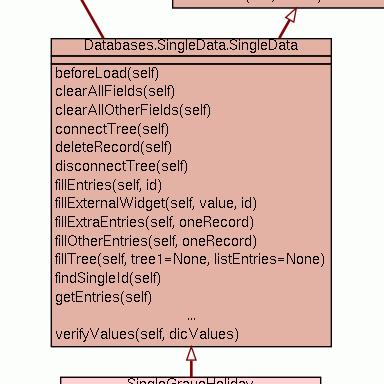 Databases.SingleData.SingleData
beforeLoad(self)
clearAllFields(self)
clearAllOtherFields(self)
connectTree(self)
deleteRecord(self)
disconnectTree(self)
fillEntries(self, id)
fillExternalWidget(self, value, id)
fillExtraEntries(self, oneRecord)
fillOtherEntries(self, oneRecord)
fillTree(self, tree1=None, listEntries=None)
findSingleId(self)
getEntries(self)
...
verifyValues(self, dicValues)